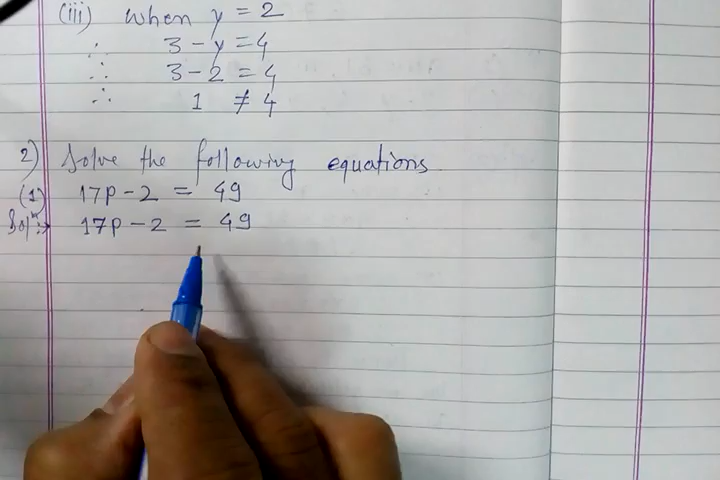 (iii) when y = 2
∴ 3 - y = 4
∴ 3 - 2 = 4
∴ 1 ≠ 4
2) Solve the following equations
(1) 17p - 2 = 49
Solⁿ:→ 17p - 2 = 49